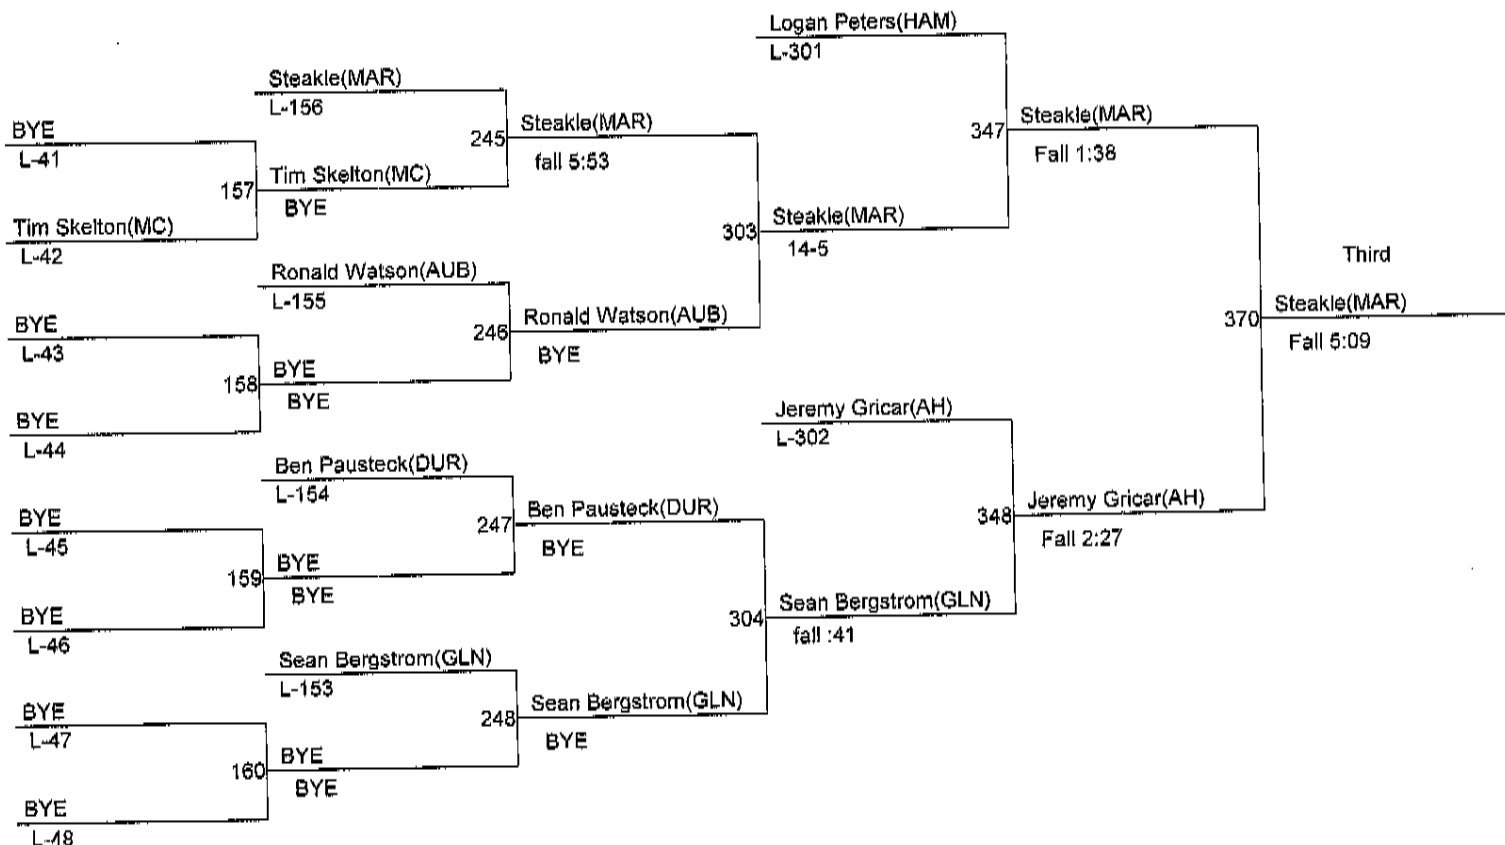 Logan Peters(HAM)
L-301
Steakle(MAR)
L-156
BYE
L-41
245
Steakle(MAR)
fall 5:53
347
Steakle(MAR)
Fall 1:38
157
Tim Skelton(MC)
BYE
Tim Skelton(MC)
L-42
303
Steakle(MAR)
14-5
Third
Ronald Watson(AUB)
L-155
BYE
L-43
246
Ronald Watson(AUB)
BYE
370
Steakle(MAR)
Fall 5:09
158
BYE
BYE
BYE
L-44
Jeremy Gricar(AH)
L-302
Ben Pausteck(DUR)
L-154
BYE
L-45
247
Ben Pausteck(DUR)
BYE
348
Jeremy Gricar(AH)
Fall 2:27
159
BYE
BYE
BYE
L-46
304
Sean Bergstrom(GLN)
fall :41
Sean Bergstrom(GLN)
L-153
BYE
L-47
248
Sean Bergstrom(GLN)
BYE
160
BYE
BYE
BYE
L-48